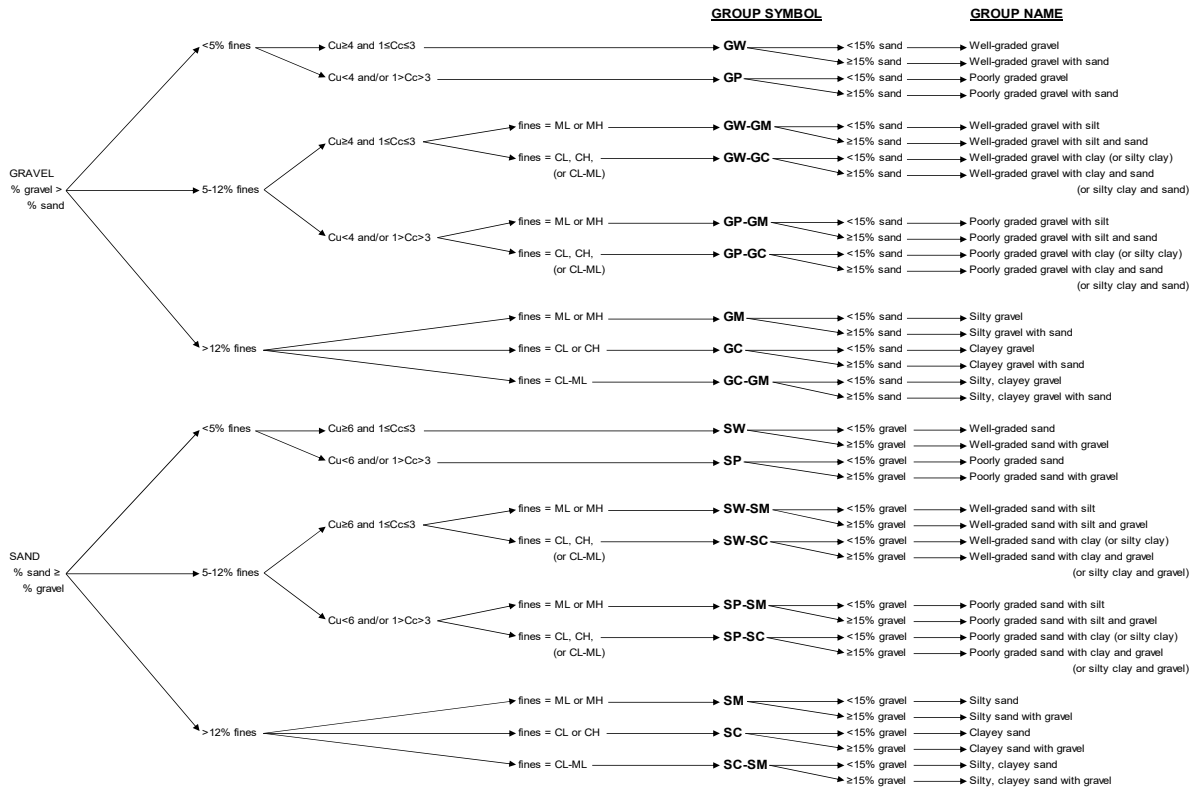 GROUP SYMBOL GROUP NAME
<5% fines Cu≥4 and 1≤Cc≤3 GW <15% sand Well-graded gravel
≥15% sand Well-graded gravel with sand
Cu<4 and/or 1>Cc>3 GP <15% sand Poorly graded gravel
≥15% sand Poorly graded gravel with sand
fines = ML or MH GW-GM <15% sand Well-graded gravel with silt
Cu≥4 and 1≤Cc≤3 ≥15% sand Well-graded gravel with silt and sand
fines = CL, CH, GW-GC <15% sand Well-graded gravel with clay (or silty clay)
GRAVEL (or CL-ML) ≥15% sand Well-graded gravel with clay and sand
% gravel > 5-12% fines (or silty clay and sand)
% sand
fines = ML or MH GP-GM <15% sand Poorly graded gravel with silt
Cu<4 and/or 1>Cc>3 ≥15% sand Poorly graded gravel with silt and sand
fines = CL, CH, GP-GC <15% sand Poorly graded gravel with clay (or silty clay)
(or CL-ML) ≥15% sand Poorly graded gravel with clay and sand
(or silty clay and sand)
fines = ML or MH GM <15% sand Silty gravel
≥15% sand Silty gravel with sand
>12% fines fines = CL or CH GC <15% sand Clayey gravel
≥15% sand Clayey gravel with sand
fines = CL-ML GC-GM <15% sand Silty, clayey gravel
≥15% sand Silty, clayey gravel with sand
<5% fines Cu≥6 and 1≤Cc≤3 SW <15% gravel Well-graded sand
≥15% gravel Well-graded sand with gravel
Cu<6 and/or 1>Cc>3 SP <15% gravel Poorly graded sand
≥15% gravel Poorly graded sand with gravel
fines = ML or MH SW-SM <15% gravel Well-graded sand with silt
Cu≥6 and 1≤Cc≤3 ≥15% gravel Well-graded sand with silt and gravel
fines = CL, CH, SW-SC <15% gravel Well-graded sand with clay (or silty clay)
SAND (or CL-ML) ≥15% gravel Well-graded sand with clay and gravel
% sand ≥ 5-12% fines (or silty clay and gravel)
% gravel
fines = ML or MH SP-SM <15% gravel Poorly graded sand with silt
Cu<6 and/or 1>Cc>3 ≥15% gravel Poorly graded sand with silt and gravel
fines = CL, CH, SP-SC <15% gravel Poorly graded sand with clay (or silty clay)
(or CL-ML) ≥15% gravel Poorly graded sand with clay and gravel
(or silty clay and gravel)
fines = ML or MH SM <15% gravel Silty sand
≥15% gravel Silty sand with gravel
>12% fines fines = CL or CH SC <15% gravel Clayey sand
≥15% gravel Clayey sand with gravel
fines = CL-ML SC-SM <15% gravel Silty, clayey sand
≥15% gravel Silty, clayey sand with gravel